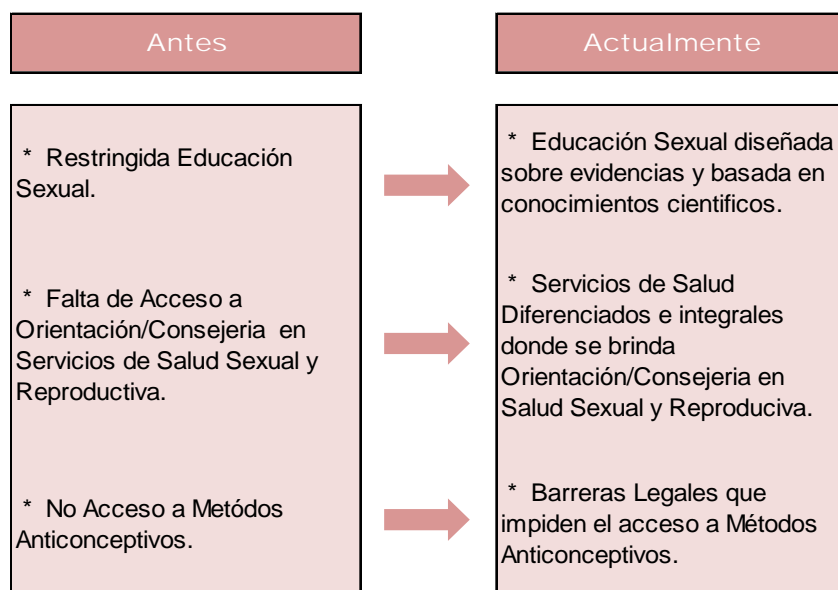 Antes
Actualmente
* Restringida Educación
Sexual.
* Educación Sexual diseñada
sobre evidencias y basada en
conocimientos cientificos.
* Falta de Acceso a
Orientación/Consejeria en
Servicios de Salud Sexual y
Reproductiva.
* Servicios de Salud
Diferenciados e integrales
donde se brinda
Orientación/Consejeria en
Salud Sexual y Reproduciva.
* No Acceso a Metódos
Anticonceptivos.
* Barreras Legales que
impiden el acceso a Métodos
Anticonceptivos.